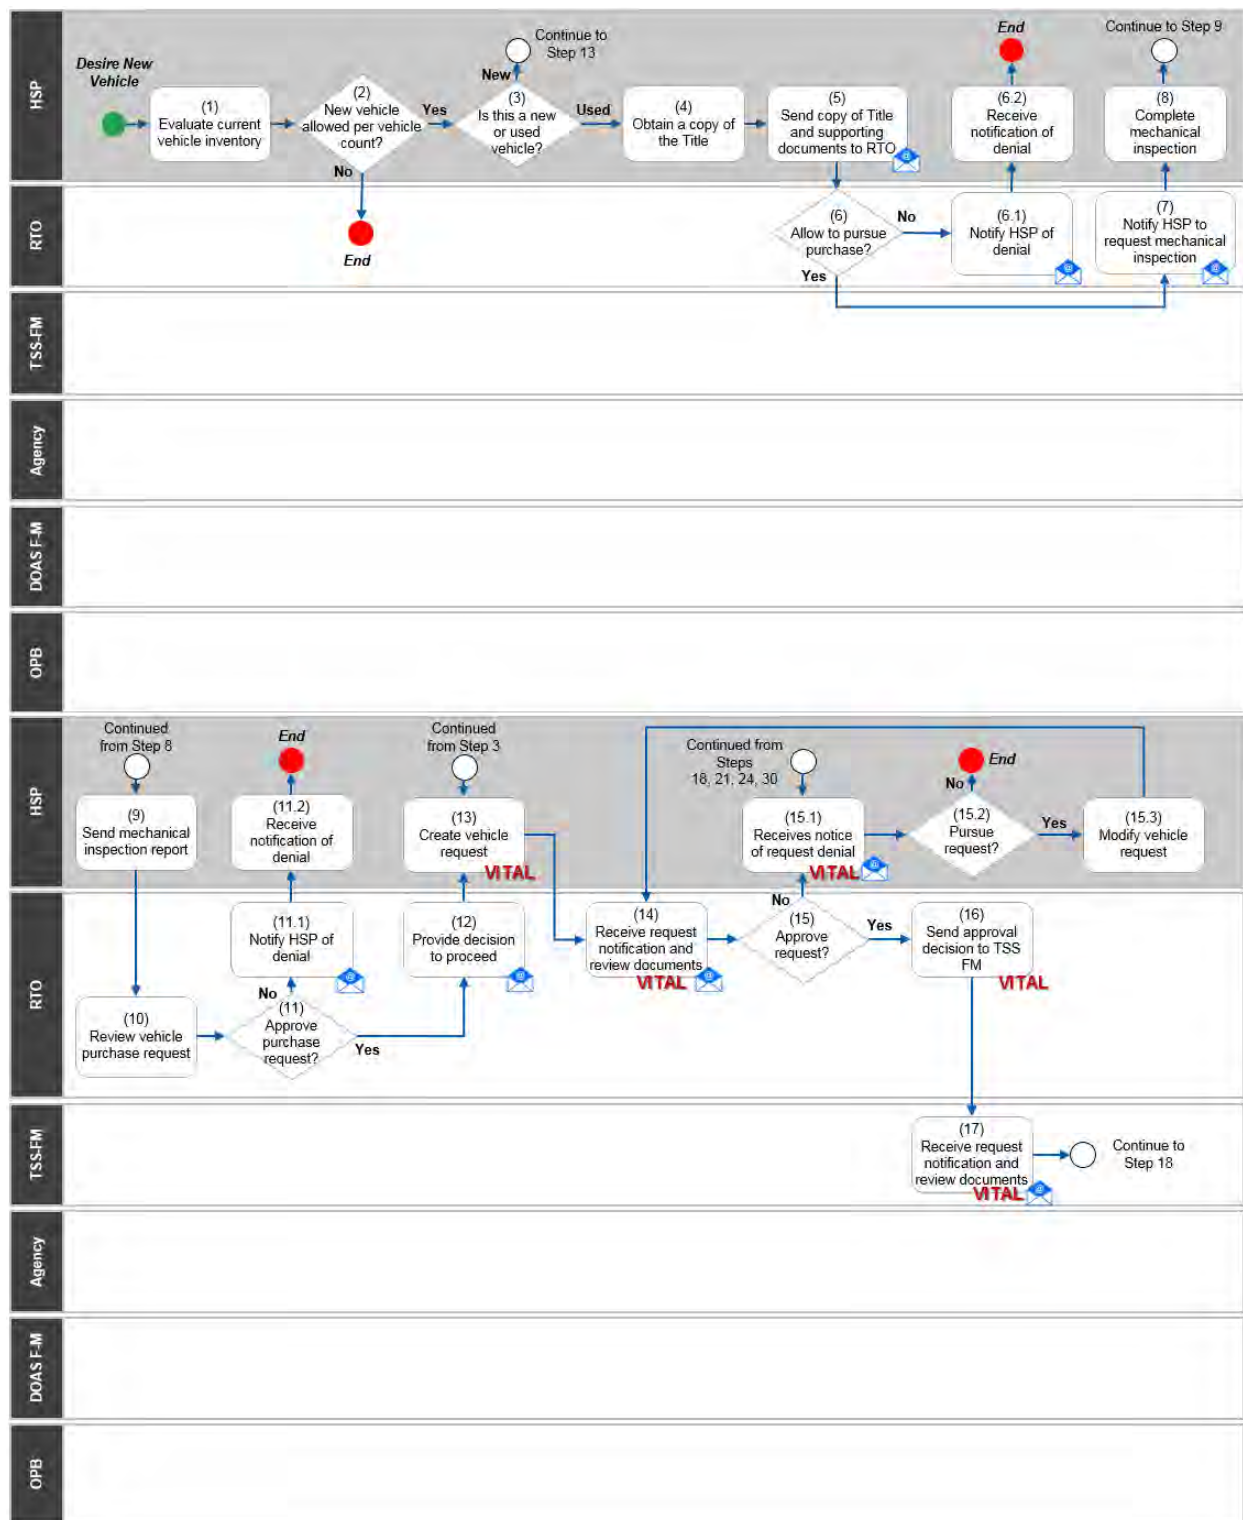 HSP
Desire New
Vehicle
(1)
Evaluate current
vehicle inventory
(2)
New vehicle
allowed per vehicle
count?
Yes
No
End
New
Continue to
Step 13
(3)
Is this a new
or used
vehicle?
Used
(4)
Obtain a copy of
the Title
(5)
Send copy of Title
and supporting
documents to RTO
@
End
(6.2)
Receive
notification of
denial
Continue to Step 9
(8)
Complete
mechanical
inspection
RTO
(6)
Allow to pursue
purchase?
No
Yes
(6.1)
Notify HSP of
denial
@
(7)
Notify HSP to
request mechanical
inspection
@
TSS-FM
Agency
DOAS F-M
OPB
HSP
Continued
from Step 8
(9)
Send mechanical
inspection report
End
(11.2)
Receive
notification of
denial
Continued
from Step 3
(13)
Create vehicle
request
VITAL
Continued from
Steps
18, 21, 24, 30
(15.1)
Receives notice
of request denial
VITAL
@
End
No
(15.2)
Pursue
request?
Yes
(15.3)
Modify vehicle
request
RTO
(10)
Review vehicle
purchase request
(11.1)
Notify HSP of
denial
@
No
(11)
Approve
purchase
request?
Yes
(12)
Provide decision
to proceed
@
(14)
Receive request
notification and
review documents
VITAL
@
No
(15)
Approve
request?
Yes
(16)
Send approval
decision to TSS
FM
VITAL
TSS-FM
(17)
Receive request
notification and
review documents
VITAL
@
Continue to
Step 18
Agency
DOAS F-M
OPB